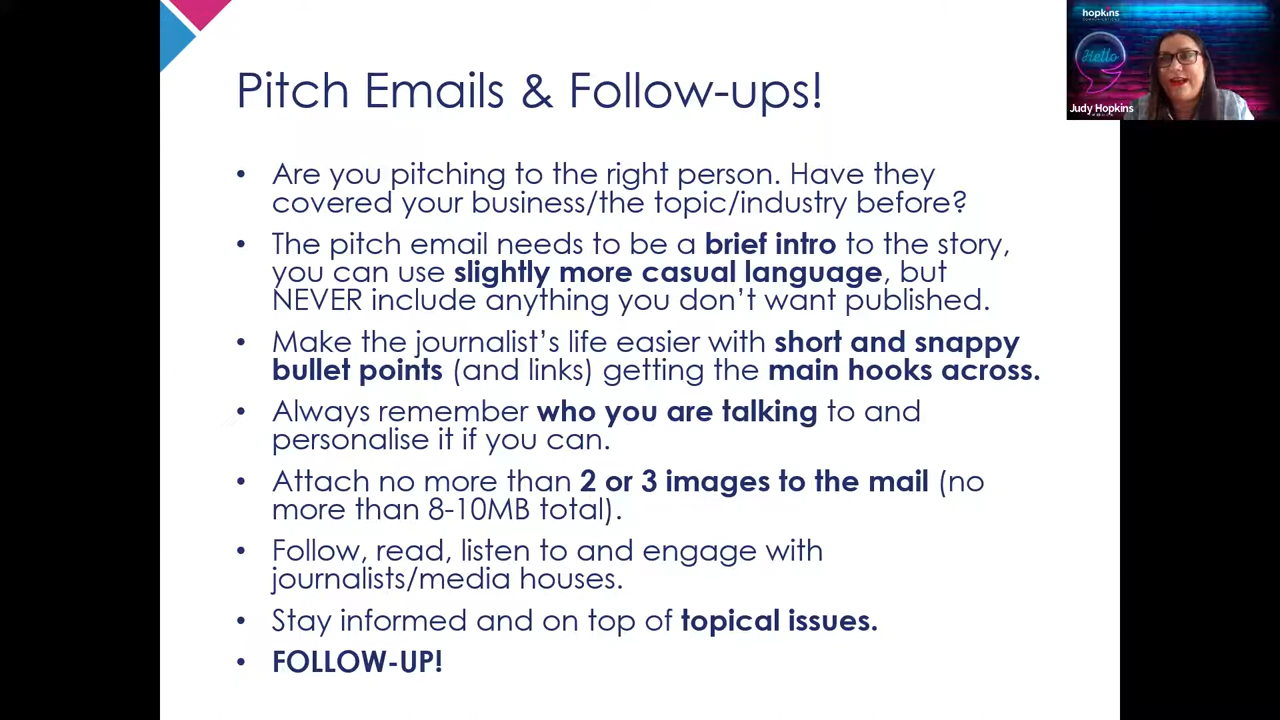 Pitch Emails & Follow-ups!
• Are you pitching to the right person. Have they
covered your business/the topic/industry before?
• The pitch email needs to be a brief intro to the story,
you can use slightly more casual language, but
NEVER include anything you don't want published.
• Make the journalist's life easier with short and snappy
bullet points (and links) getting the main hooks across.
• Always remember who you are talking to and
personalise it if you can.
• Attach no more than 2 or 3 images to the mail (no
more than 8-10MB total).
• Follow, read, listen to and engage with
journalists/media houses.
• Stay informed and on top of topical issues.
• FOLLOW-UP!
hopkins
COMMUNICATIONS
Hello
Judy Hopkins